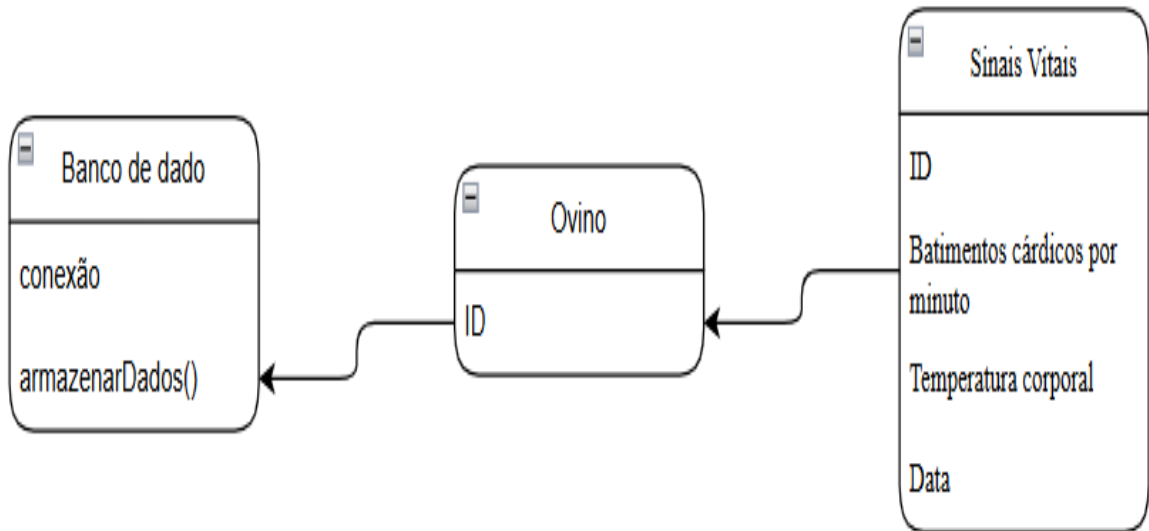 Banco de dado
conexão
armazenarDados()
Ovino
ID
Sinais Vitais
ID
Batimentos cárdicos por
minuto
Temperatura corporal
Data